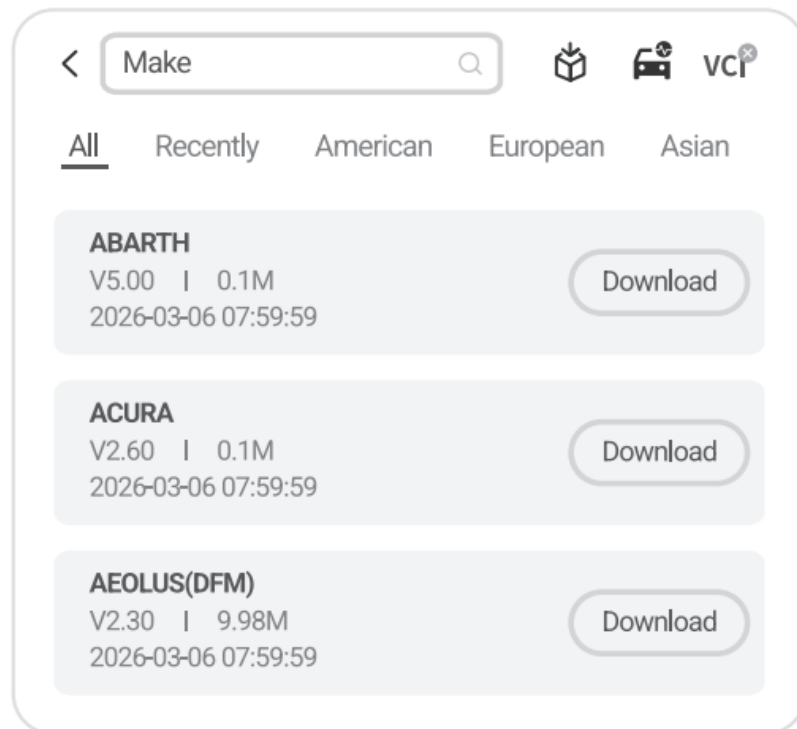 Make
VCI
All Recently American European Asian
ABARTH
V5.00 | 0.1M
2026-03-06 07:59:59
Download
ACURA
V2.60 | 0.1M
2026-03-06 07:59:59
Download
AEOLUS(DFM)
V2.30 | 9.98M
2026-03-06 07:59:59
Download